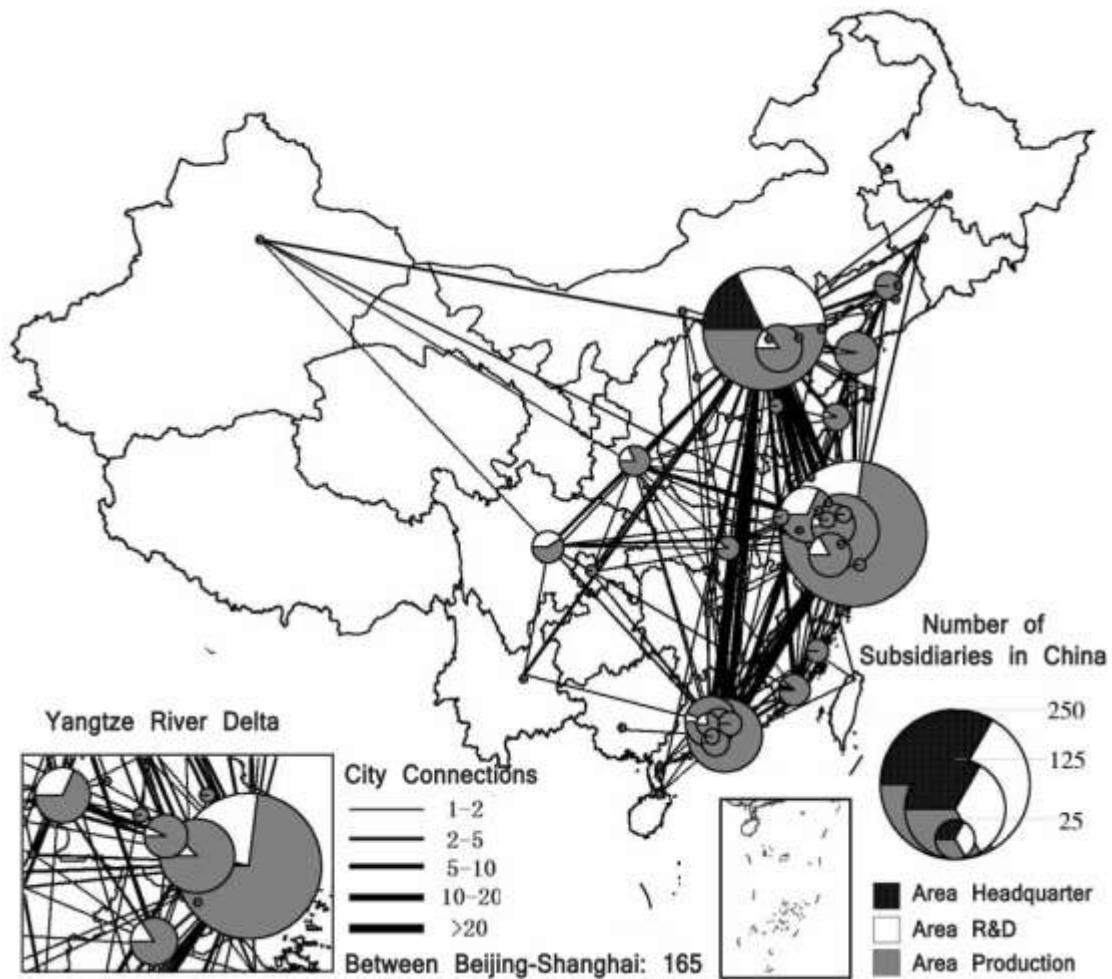 Number of
Subsidiaries in China
250
125
25
Area Headquarter
Area R&D
Area Production
Yangtze River Delta
City Connections
1-2
2-5
5-10
10-20
>20
Between Beijing-Shanghai: 165